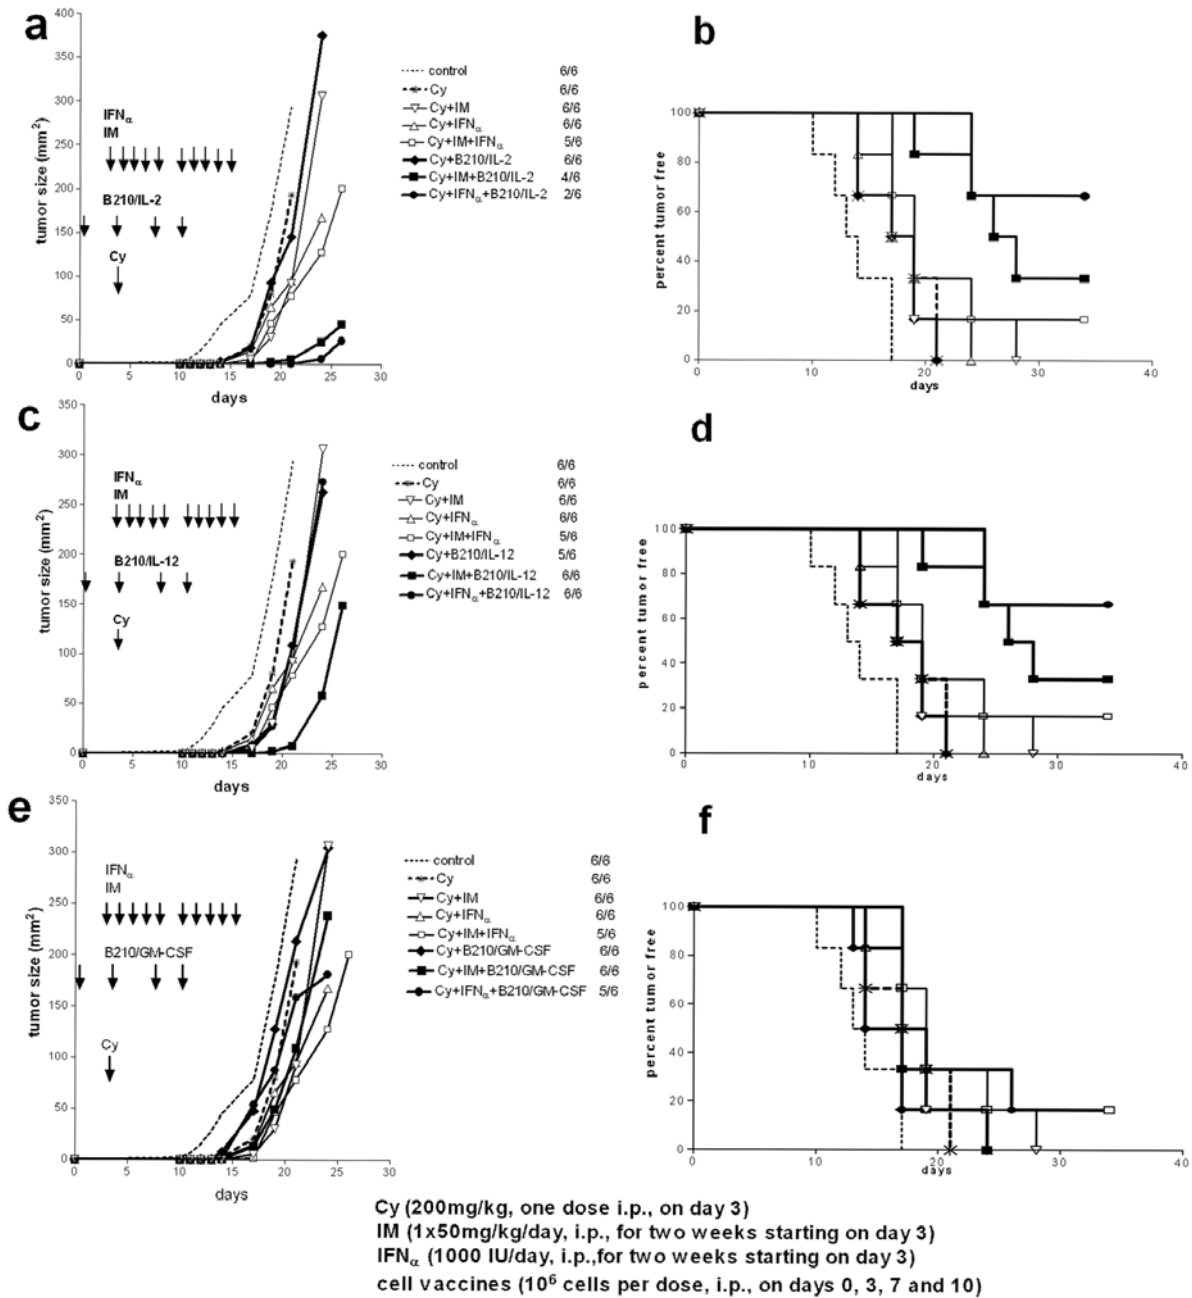 a
b
400
350
300
250
200
150
100
50
0
tumor size (mm²)
0 5 10 15 20 25 30
days
IFNα
IM
B210/IL-2
Cy
control 6/6
Cy 6/6
Cy+IM 6/6
Cy+IFNα 6/6
Cy+IM+IFNα 5/6
Cy+B210/IL-2 6/6
Cy+IM+B210/IL-2 4/6
Cy+IFNα+B210/IL-2 2/6
percent tumor free
100
80
60
40
20
0
0 10 20 30 40
days
c
d
350
300
250
200
150
100
50
0
tumor size (mm²)
0 5 10 15 20 25 30
days
IFNα
IM
B210/IL-12
Cy
control 6/6
Cy 6/6
Cy+IM 6/6
Cy+IFNα 6/6
Cy+IM+IFNα 5/6
Cy+B210/IL-12 5/6
Cy+IM+B210/IL-12 6/6
Cy+IFNα+B210/IL-12 6/6
percent tumor free
100
80
60
40
20
0
0 10 20 30 40
days
e
f
350
300
250
200
150
100
50
0
tumor size (mm²)
0 5 10 15 20 25 30
days
IFNα
IM
B210/GM-CSF
Cy
control 6/6
Cy 6/6
Cy+IM 6/6
Cy+IFNα 6/6
Cy+IM+IFNα 5/6
Cy+B210/GM-CSF 6/6
Cy+IM+B210/GM-CSF 6/6
Cy+IFNα+B210/GM-CSF 5/6
percent tumor free
100
80
60
40
20
0
0 10 20 30 40
days
Cy (200mg/kg, one dose i.p., on day 3)
IM (1x50mg/kg/day, i.p., for two weeks starting on day 3)
IFNα (1000 IU/day, i.p.,for two weeks starting on day 3)
cell vaccines (10⁶ cells per dose, i.p., on days 0, 3, 7 and 10)